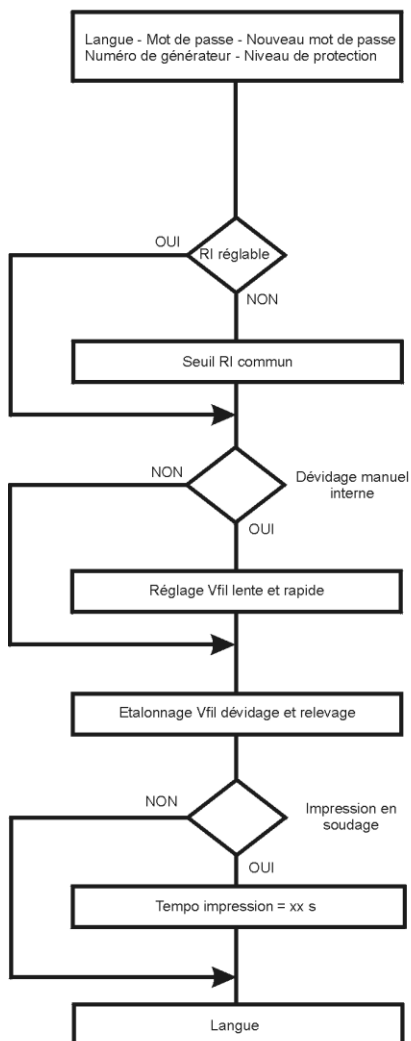 Langue - Mot de passe - Nouveau mot de passe
Numéro de générateur - Niveau de protection
OUI
RI réglable
NON
Seuil RI commun
NON
Dévidage manuel
interne
OUI
Réglage Vfil lente et rapide
Etalonnage Vfil dévidage et relevage
NON
Impression en
soudage
OUI
Tempo impression = xx s
Langue